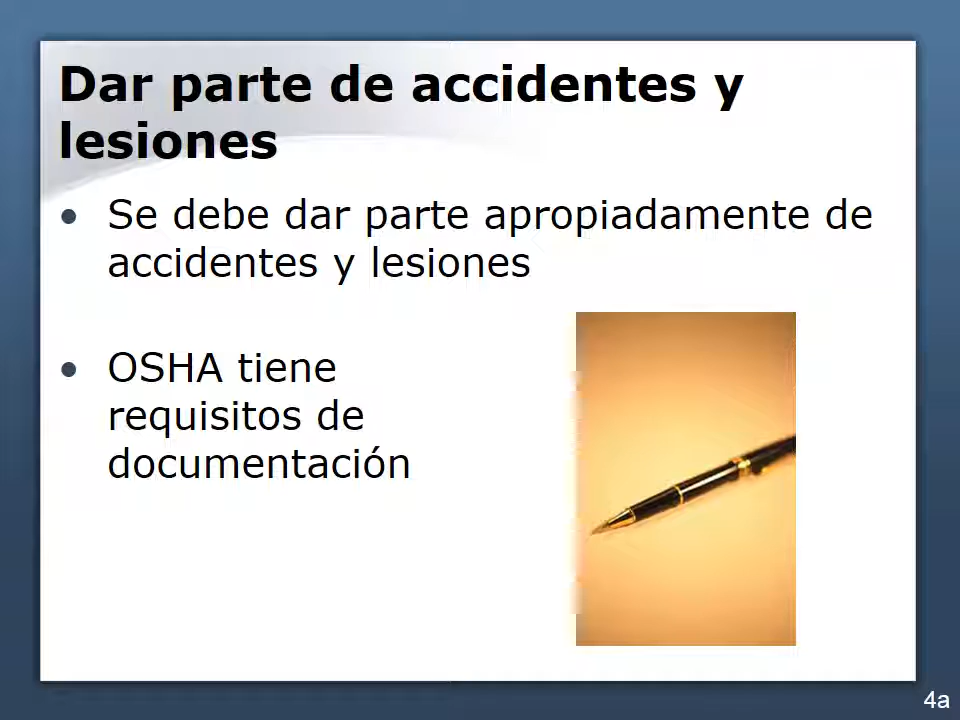 Dar parte de accidentes y
lesiones
• Se debe dar parte apropiadamente de
accidentes y lesiones
• OSHA tiene
requisitos de
documentación
4a